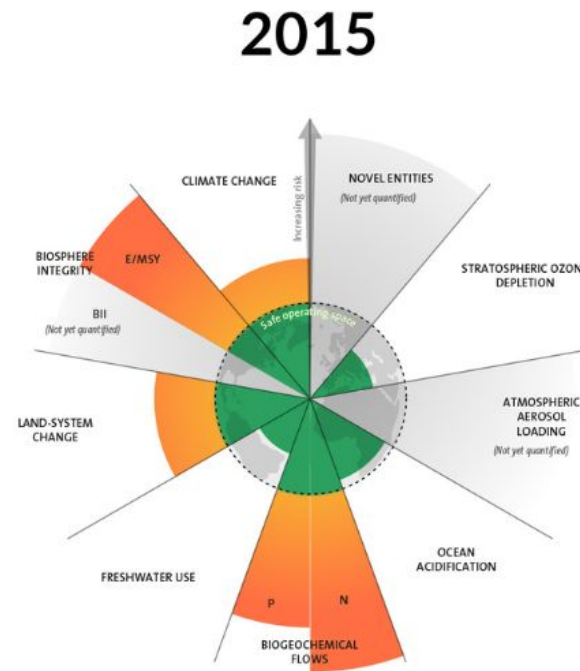 2015
CLIMATE CHANGE
Increasing risk
NOVEL ENTITIES
(Not yet quantified)
STRATOSPHERIC OZON
DEPLETION
BIOSPHERE
INTEGRITY
E/MSY
BII
(Not yet quantified)
Safe operating space
LAND-SYSTEM
CHANGE
ATMOSPHERIC
AEROSOL
LOADING
(Not yet quantified)
FRESHWATER USE
OCEAN
ACIDIFICATION
P
N
BIOGEOCHEMICAL
FLOWS